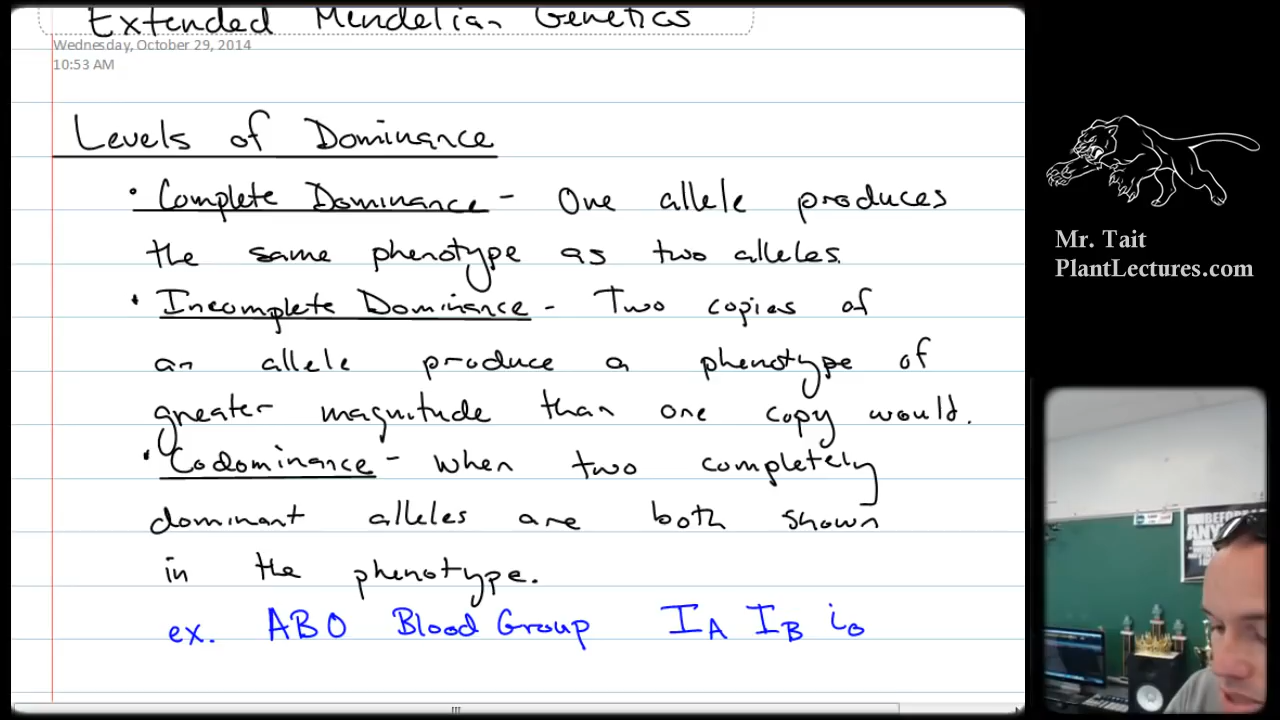 Extended Mendelian Genetics
Wednesday, October 29, 2014
10:53 AM
Levels of Dominance
• Complete Dominance - One allele produces
the same phenotype as two alleles.
• Incomplete Dominance - Two copies of
an allele produce a phenotype of
greater magnitude than one copy would.
• Codominance - when two completely
dominant alleles are both shown
in the phenotype.
ex. ABO Blood Group IA IB io
Mr. Tait
PlantLectures.com
BEFORE
ANY